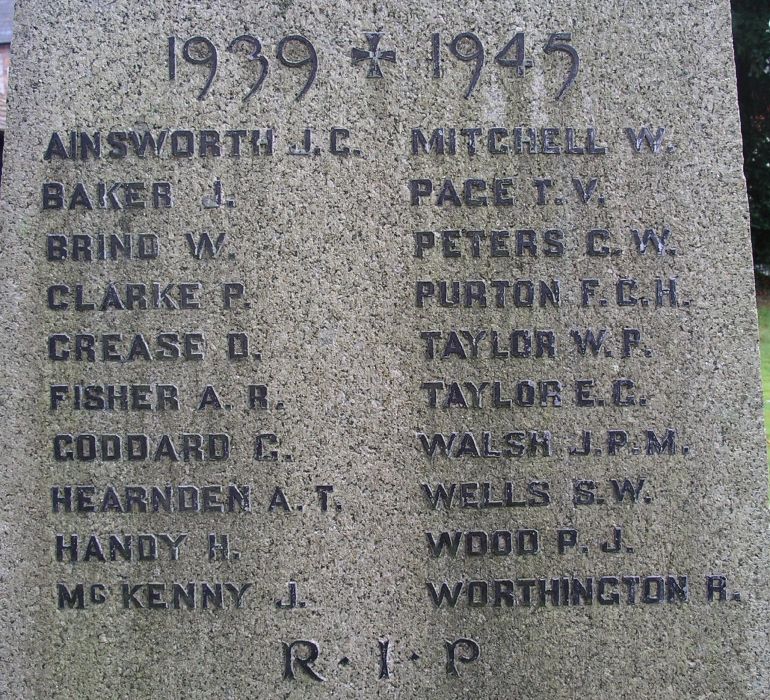 1939 ✠ 1945
AINSWORTH J.C.
BAKER J.
BRIND W.
CLARKE P.
CREASE D.
FISHER A.R.
GODDARD G.
HEARNDEN A.T.
HANDY H.
McKENNY J.
MITCHELL W.
PAGE T.V.
PETERS G.W.
PURTON F.C.H.
TAYLOR W.P.
TAYLOR E.G.
WALSH J.P.M.
WELLS S.W.
WOOD P.J.
WORTHINGTON R.
R·I·P